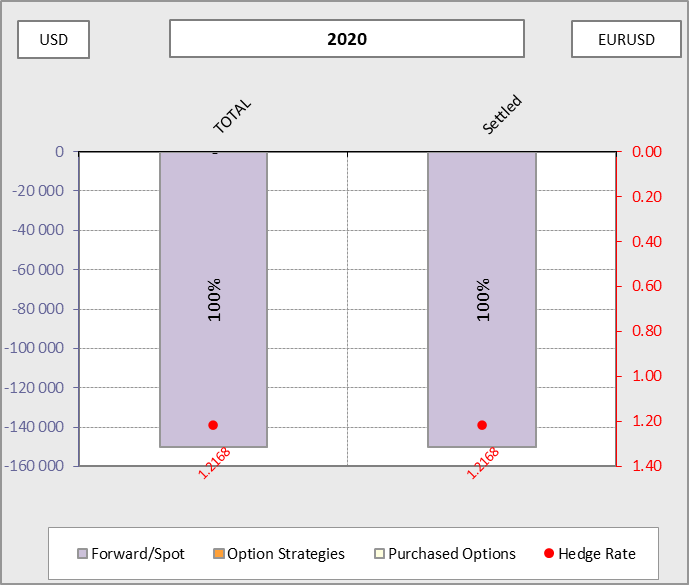 USD
2020
EURUSD
TOTAL
Settled
0
-20 000
-40 000
-60 000
-80 000
-100 000
-120 000
-140 000
-160 000
100%
100%
1.2168
1.2168
0.00
0.20
0.40
0.60
0.80
1.00
1.20
1.40
Forward/Spot
Option Strategies
Purchased Options
Hedge Rate